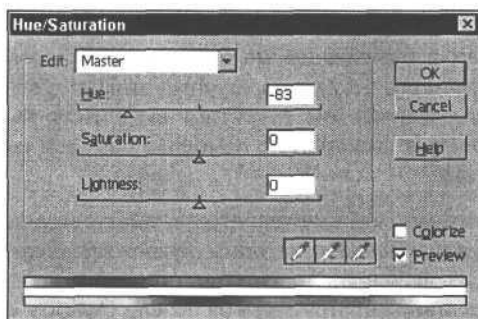 Hue/Saturation
Edit: Master
OK
Hue: -83
Cancel
Saturation: 0
Help
Lightness: 0
Colorize
Preview